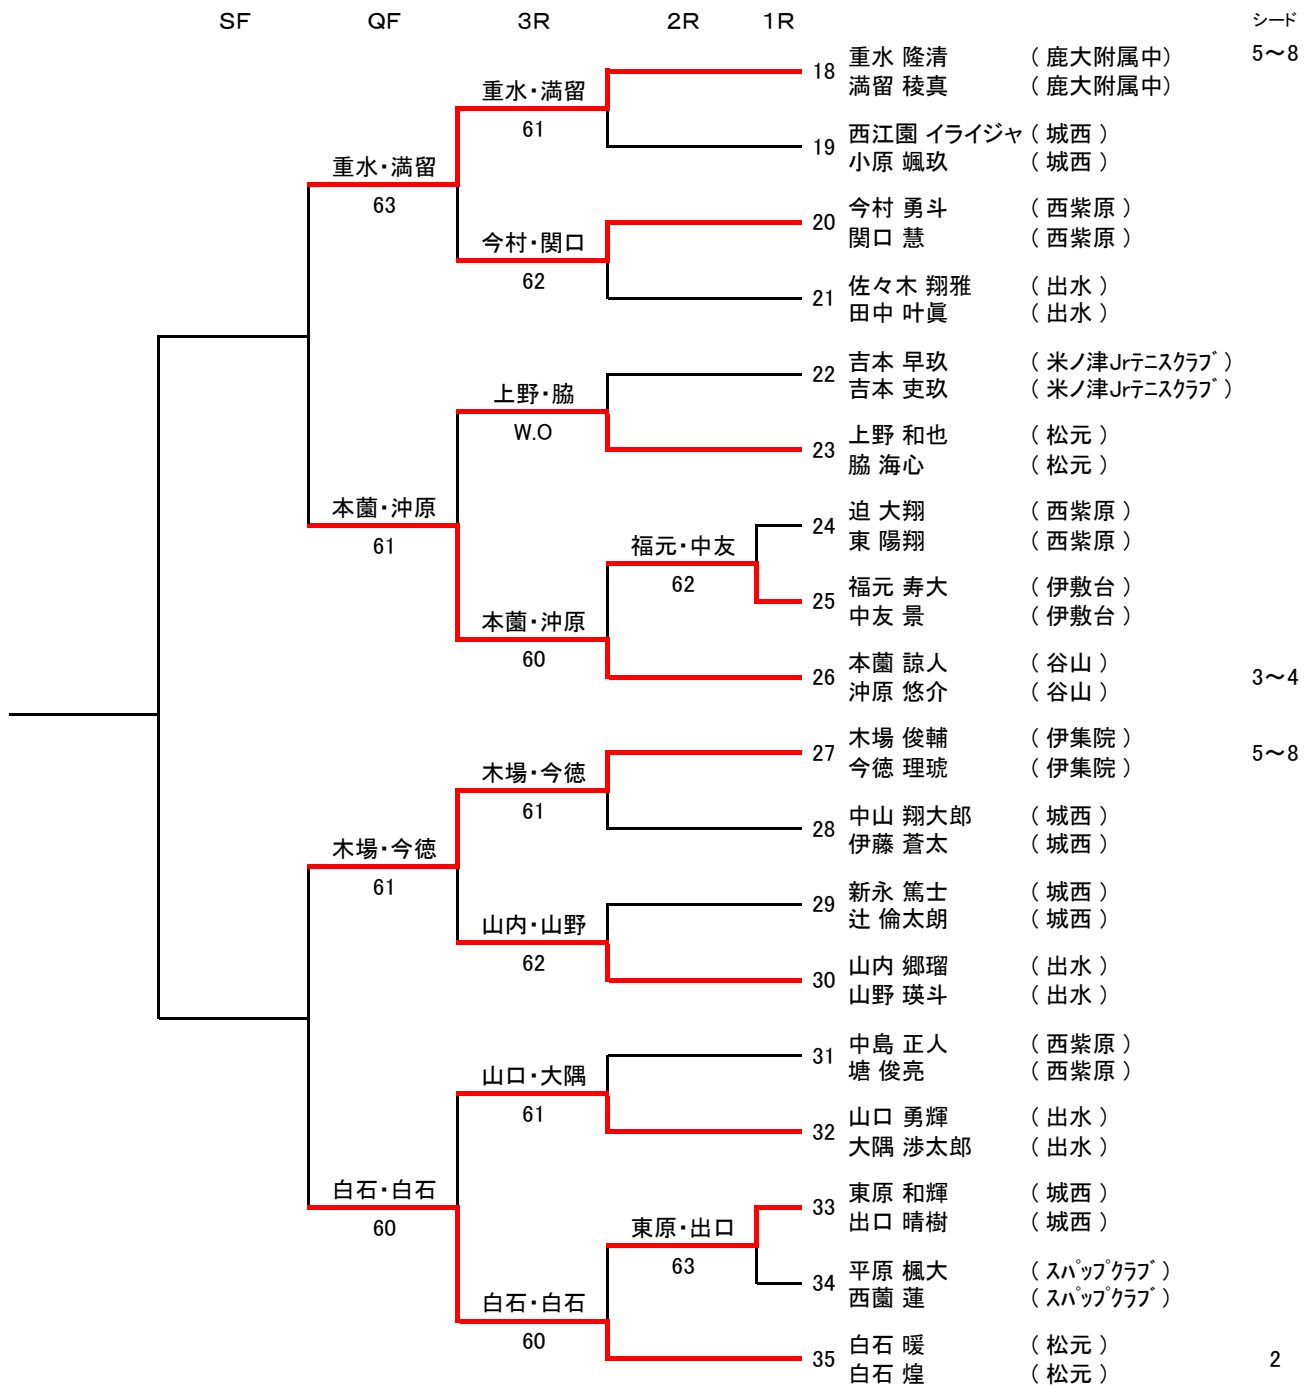 SF QF 3R 2R 1R シード
18 重水 隆清 ( 鹿大附属中) 5～8
満留 稜真 ( 鹿大附属中)
重水・満留
61
19 西江園 イライジャ ( 城西 )
小原 颯玖 ( 城西 )
重水・満留
63
20 今村 勇斗 ( 西紫原 )
関口 慧 ( 西紫原 )
今村・関口
62
21 佐々木 翔雅 ( 出水 )
田中 叶眞 ( 出水 )
22 吉本 早玖 ( 米ノ津Jrテニスクラブ )
吉本 吏玖 ( 米ノ津Jrテニスクラブ )
上野・脇
W.O
23 上野 和也 ( 松元 )
脇 海心 ( 松元 )
本薗・沖原
61
24 迫 大翔 ( 西紫原 )
東 陽翔 ( 西紫原 )
福元・中友
62
25 福元 寿大 ( 伊敷台 )
中友 景 ( 伊敷台 )
本薗・沖原
60
26 本薗 諒人 ( 谷山 ) 3～4
沖原 悠介 ( 谷山 )
27 木場 俊輔 ( 伊集院 ) 5～8
今徳 理琥 ( 伊集院 )
木場・今徳
61
28 中山 翔大郎 ( 城西 )
伊藤 蒼太 ( 城西 )
木場・今徳
61
29 新永 篤士 ( 城西 )
辻 倫太朗 ( 城西 )
山内・山野
62
30 山内 郷瑠 ( 出水 )
山野 瑛斗 ( 出水 )
31 中島 正人 ( 西紫原 )
塘 俊亮 ( 西紫原 )
山口・大隅
61
32 山口 勇輝 ( 出水 )
大隅 渉太郎 ( 出水 )
白石・白石
60
33 東原 和輝 ( 城西 )
出口 晴樹 ( 城西 )
東原・出口
63
34 平原 楓大 ( スパップクラブ )
西薗 蓮 ( スパップクラブ )
白石・白石
60
35 白石 暖 ( 松元 ) 2
白石 煌 ( 松元 )